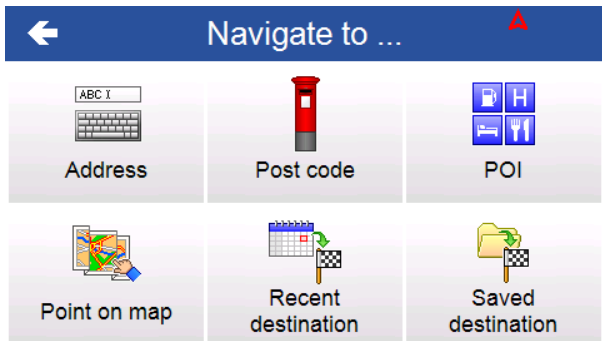 Navigate to ...
ABC I
H
Address
Post code
POI
Point on map
Recent
destination
Saved
destination